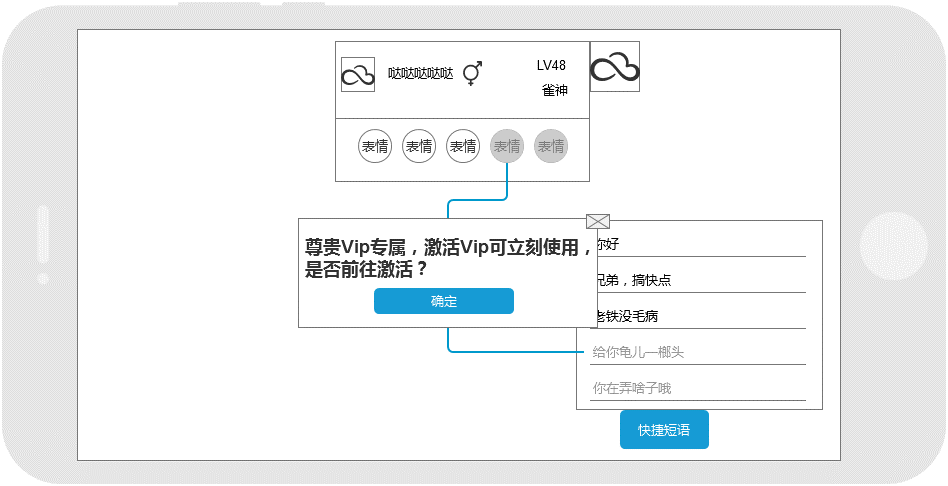 哒哒哒哒哒
LV48
雀神
表情 表情 表情 表情 表情
尊贵Vip专属，激活Vip可立刻使用，
是否前往激活？
确定
你好
兄弟，搞快点
老铁没毛病
给你龟儿一榔头
你在弄啥子哦
快捷短语